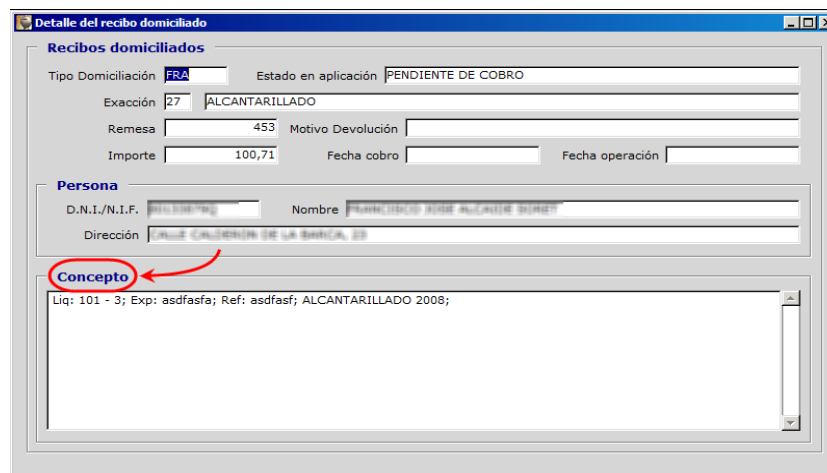 Detalle del recibo domiciliado
Recibos domiciliados
Tipo Domiciliación FRA Estado en aplicación PENDIENTE DE COBRO
Exacción 27 ALCANTARILLADO
Remesa 453 Motivo Devolución
Importe 100,71 Fecha cobro Fecha operación
Persona
D.N.I./N.I.F. Nombre
Dirección
Concepto
Liq: 101 - 3; Exp: asdfasfa; Ref: asdfasf; ALCANTARILLADO 2008;